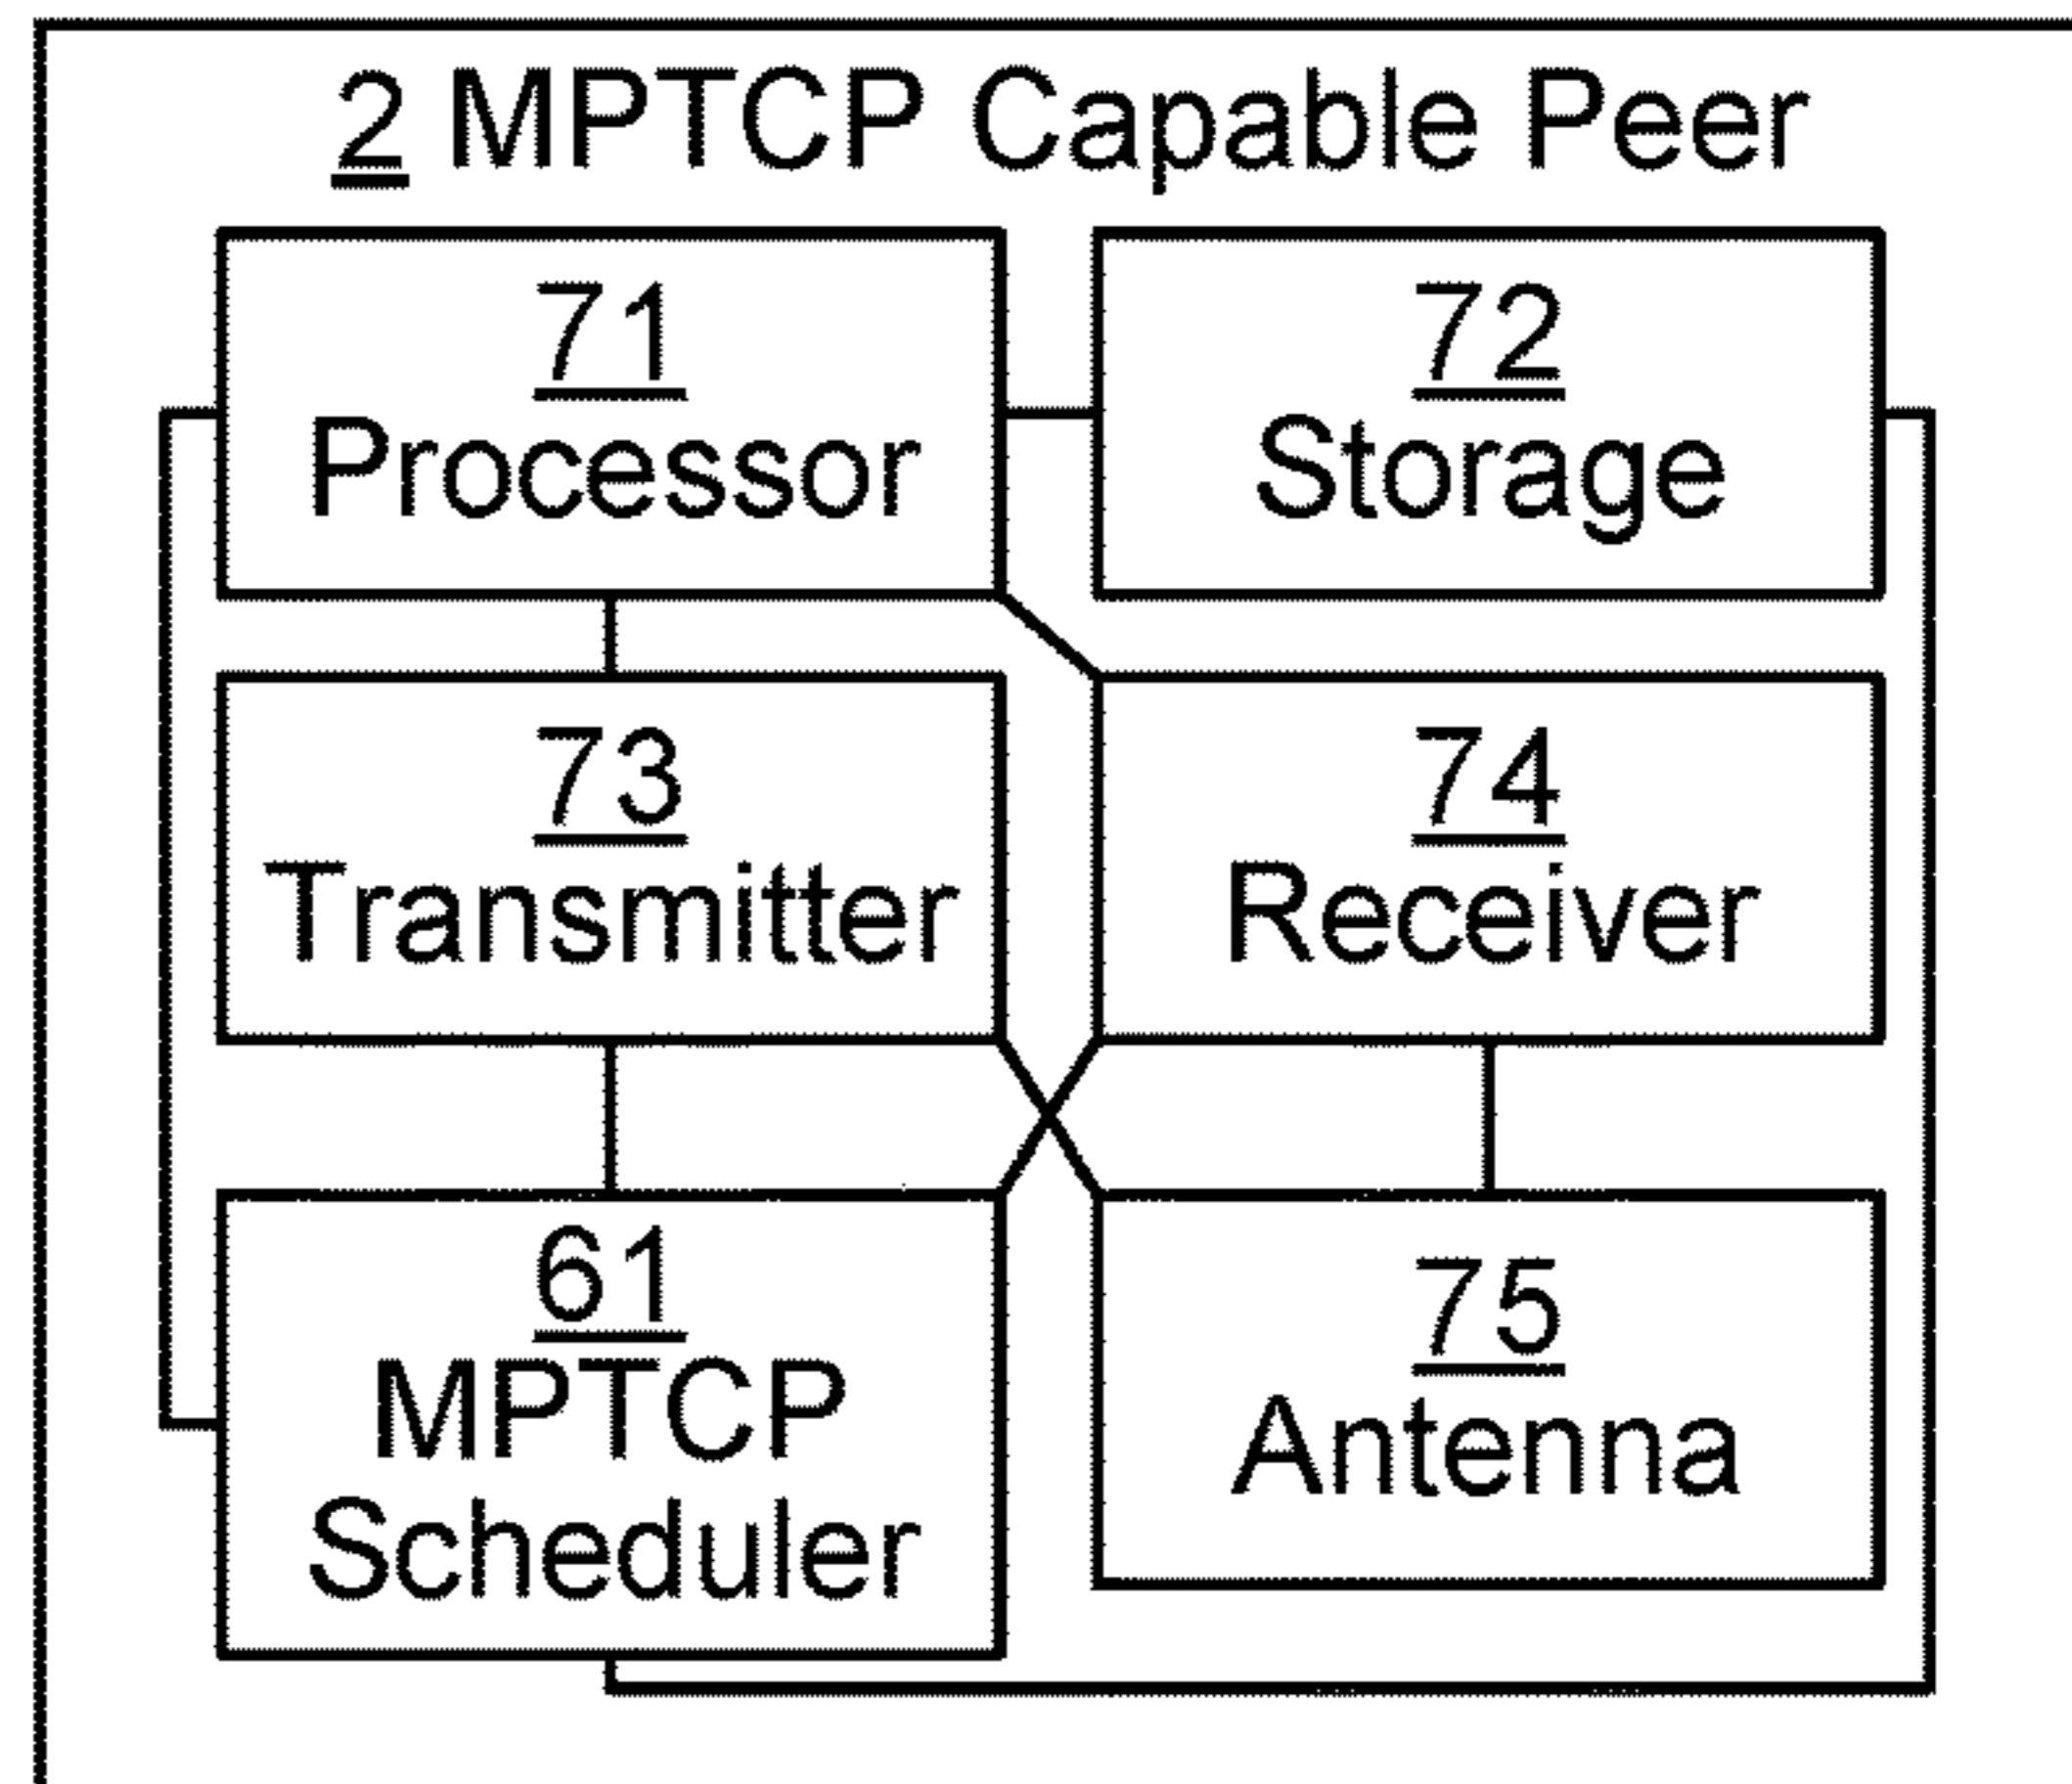 2 MPTCP Capable Peer
71
Processor
72
Storage
73
Transmitter
74
Receiver
61
MPTCP
Scheduler
75
Antenna